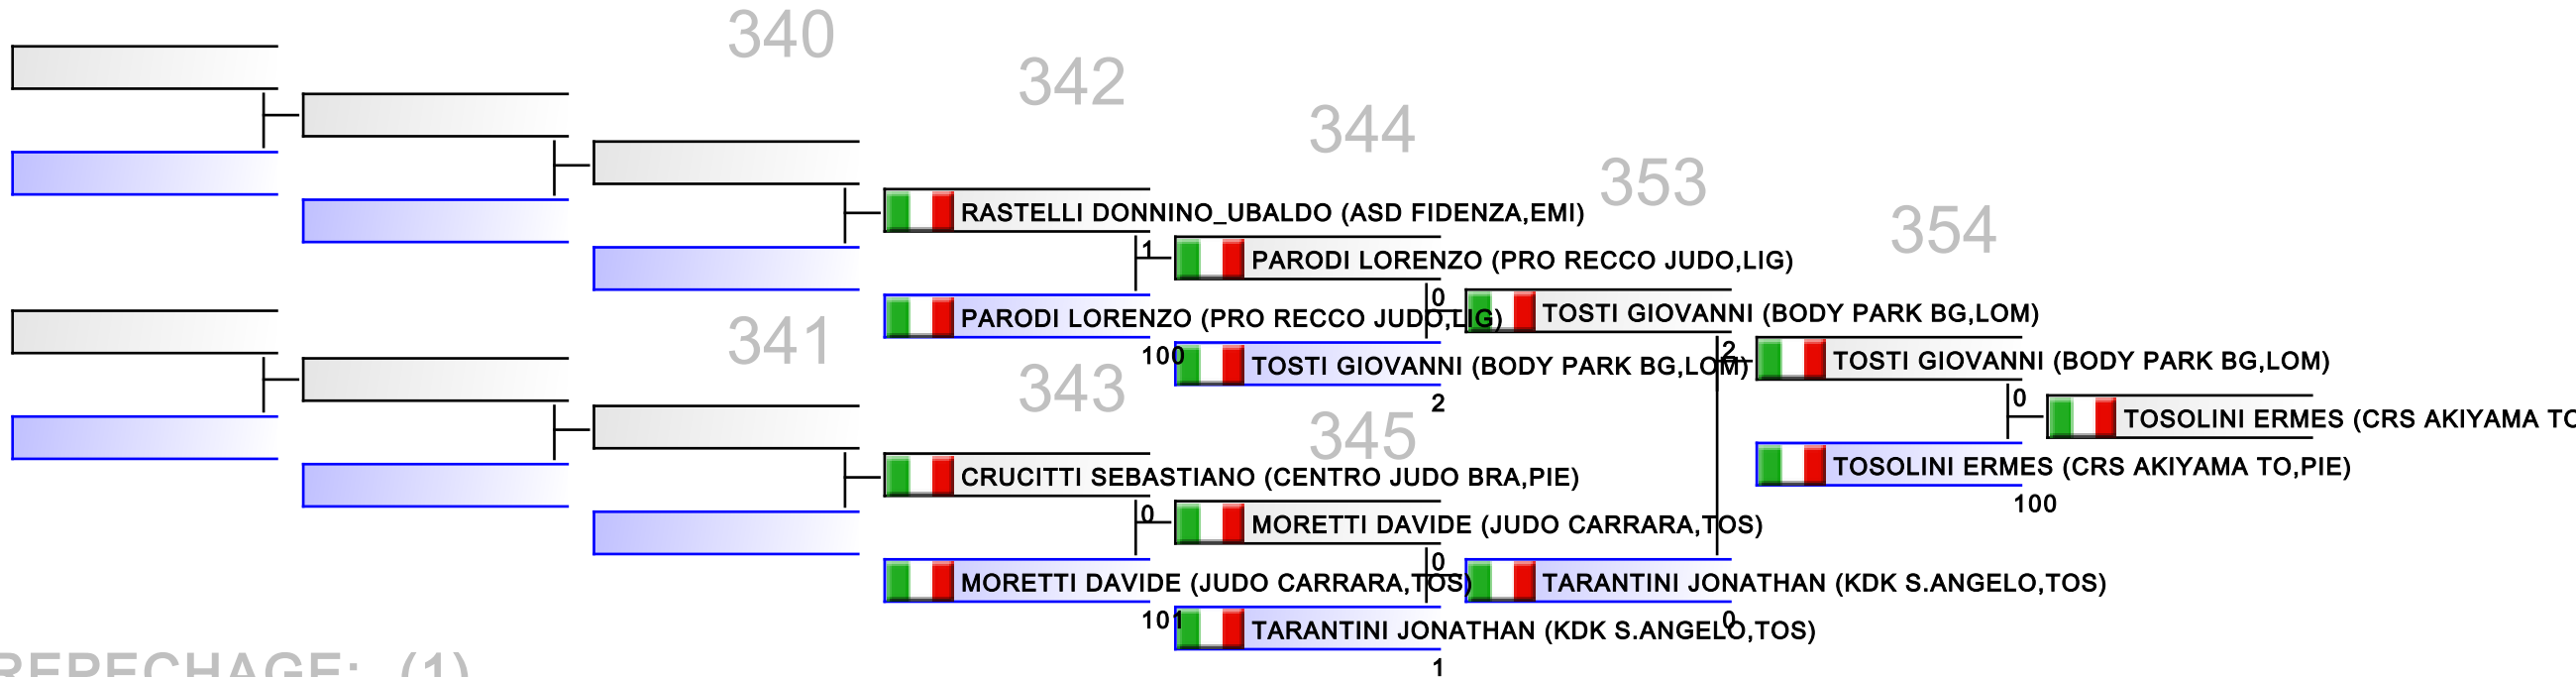 340
342
344
353
354
RASTELLI DONNINO_UBALDO (ASD FIDENZA,EMI)
1
PARODI LORENZO (PRO RECCO JUDO,LIG)
0
TOSTI GIOVANNI (BODY PARK BG,LOM)
PARODI LORENZO (PRO RECCO JUDO,LIG)
100
TOSTI GIOVANNI (BODY PARK BG,LOM)
2
2
TOSTI GIOVANNI (BODY PARK BG,LOM)
0
TOSOLINI ERMES (CRS AKIYAMA TO
TOSOLINI ERMES (CRS AKIYAMA TO,PIE)
100
341
343
345
CRUCITTI SEBASTIANO (CENTRO JUDO BRA,PIE)
0
MORETTI DAVIDE (JUDO CARRARA,TOS)
0
MORETTI DAVIDE (JUDO CARRARA,TOS)
101
TARANTINI JONATHAN (KDK S.ANGELO,TOS)
0
TARANTINI JONATHAN (KDK S.ANGELO,TOS)
1
REPECHAGE: (1)